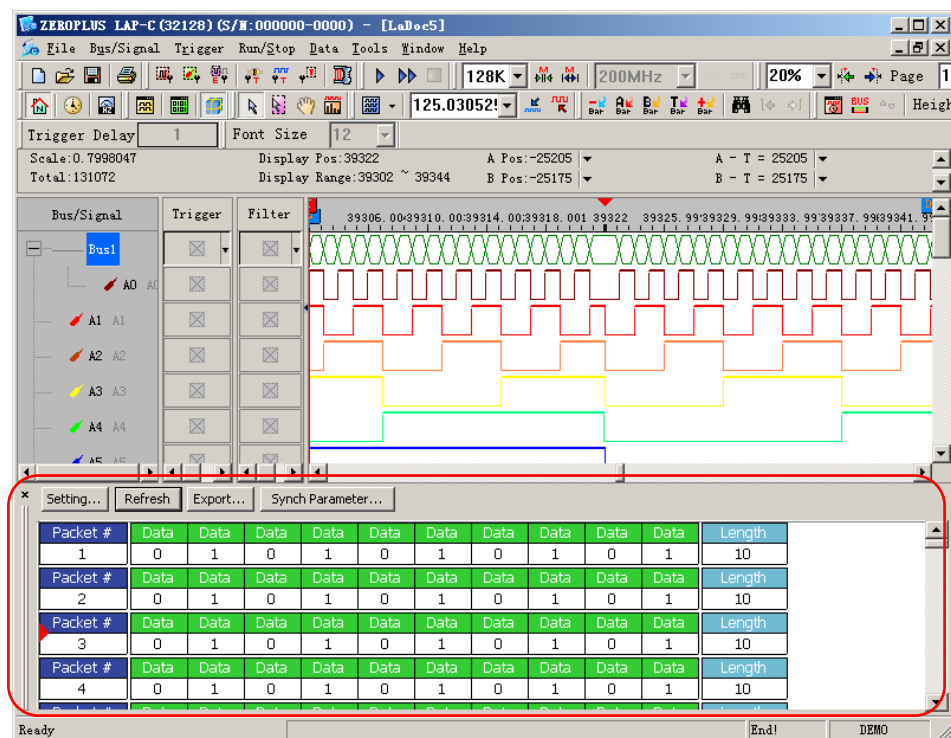 ZEROPLUS LAP-C(32128)(S/N:000000-0000) - [LaDoc5]
File Bus/Signal Trigger Run/Stop Data Tools Window Help
128K 200MHz 20% Page 1
125.03052! Bar Bar Bar Bar Bar BUS Heigh
Trigger Delay 1 Font Size 12
Scale:0.7998047 Display Pos:39322 A Pos:-25205 A - T = 25205
Total:131072 Display Range:39302 ~ 39344 B Pos:-25175 B - T = 25175
Bus/Signal Trigger Filter 39306.00 39310.00 39314.00 39318.001 39322 39325.99 39329.99 39333.99 39337.99 39341.99
Bus1
A0 A0
A1 A1
A2 A2
A3 A3
A4 A4
A5 A5
Setting... Refresh Export... Synch Parameter...
Packet # Data Data Data Data Data Data Data Data Data Data Length
1 0 1 0 1 0 1 0 1 0 1 10
Packet # Data Data Data Data Data Data Data Data Data Data Length
2 0 1 0 1 0 1 0 1 0 1 10
Packet # Data Data Data Data Data Data Data Data Data Data Length
3 0 1 0 1 0 1 0 1 0 1 10
Packet # Data Data Data Data Data Data Data Data Data Data Length
4 0 1 0 1 0 1 0 1 0 1 10
Ready End! DEMO